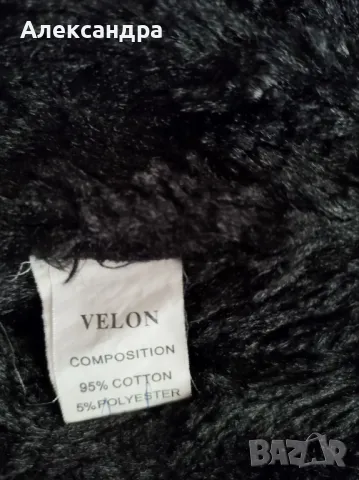 Александра
VELON
COMPOSITION
95% COTTON
5% POLYESTER
BAZAR